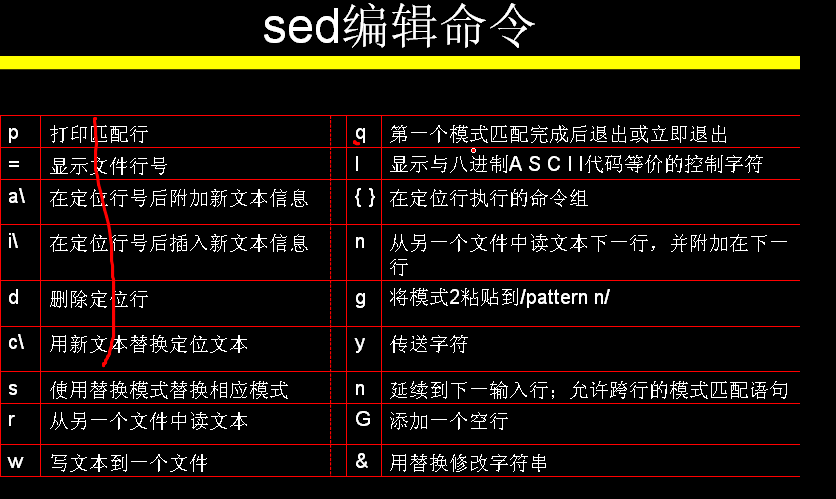 sed编辑命令
p 打印匹配行 q 第一个模式匹配完成后退出或立即退出
= 显示文件行号 l 显示与八进制A S C I I代码等价的控制字符
a\ 在定位行号后附加新文本信息 { } 在定位行执行的命令组
i\ 在定位行号后插入新文本信息 n 从另一个文件中读文本下一行，并附加在下一
行
d 删除定位行 g 将模式2粘贴到/pattern n/
c\ 用新文本替换定位文本 y 传送字符
s 使用替换模式替换相应模式 n 延续到下一输入行；允许跨行的模式匹配语句
r 从另一个文件中读文本 G 添加一个空行
w 写文本到一个文件 & 用替换修改字符串